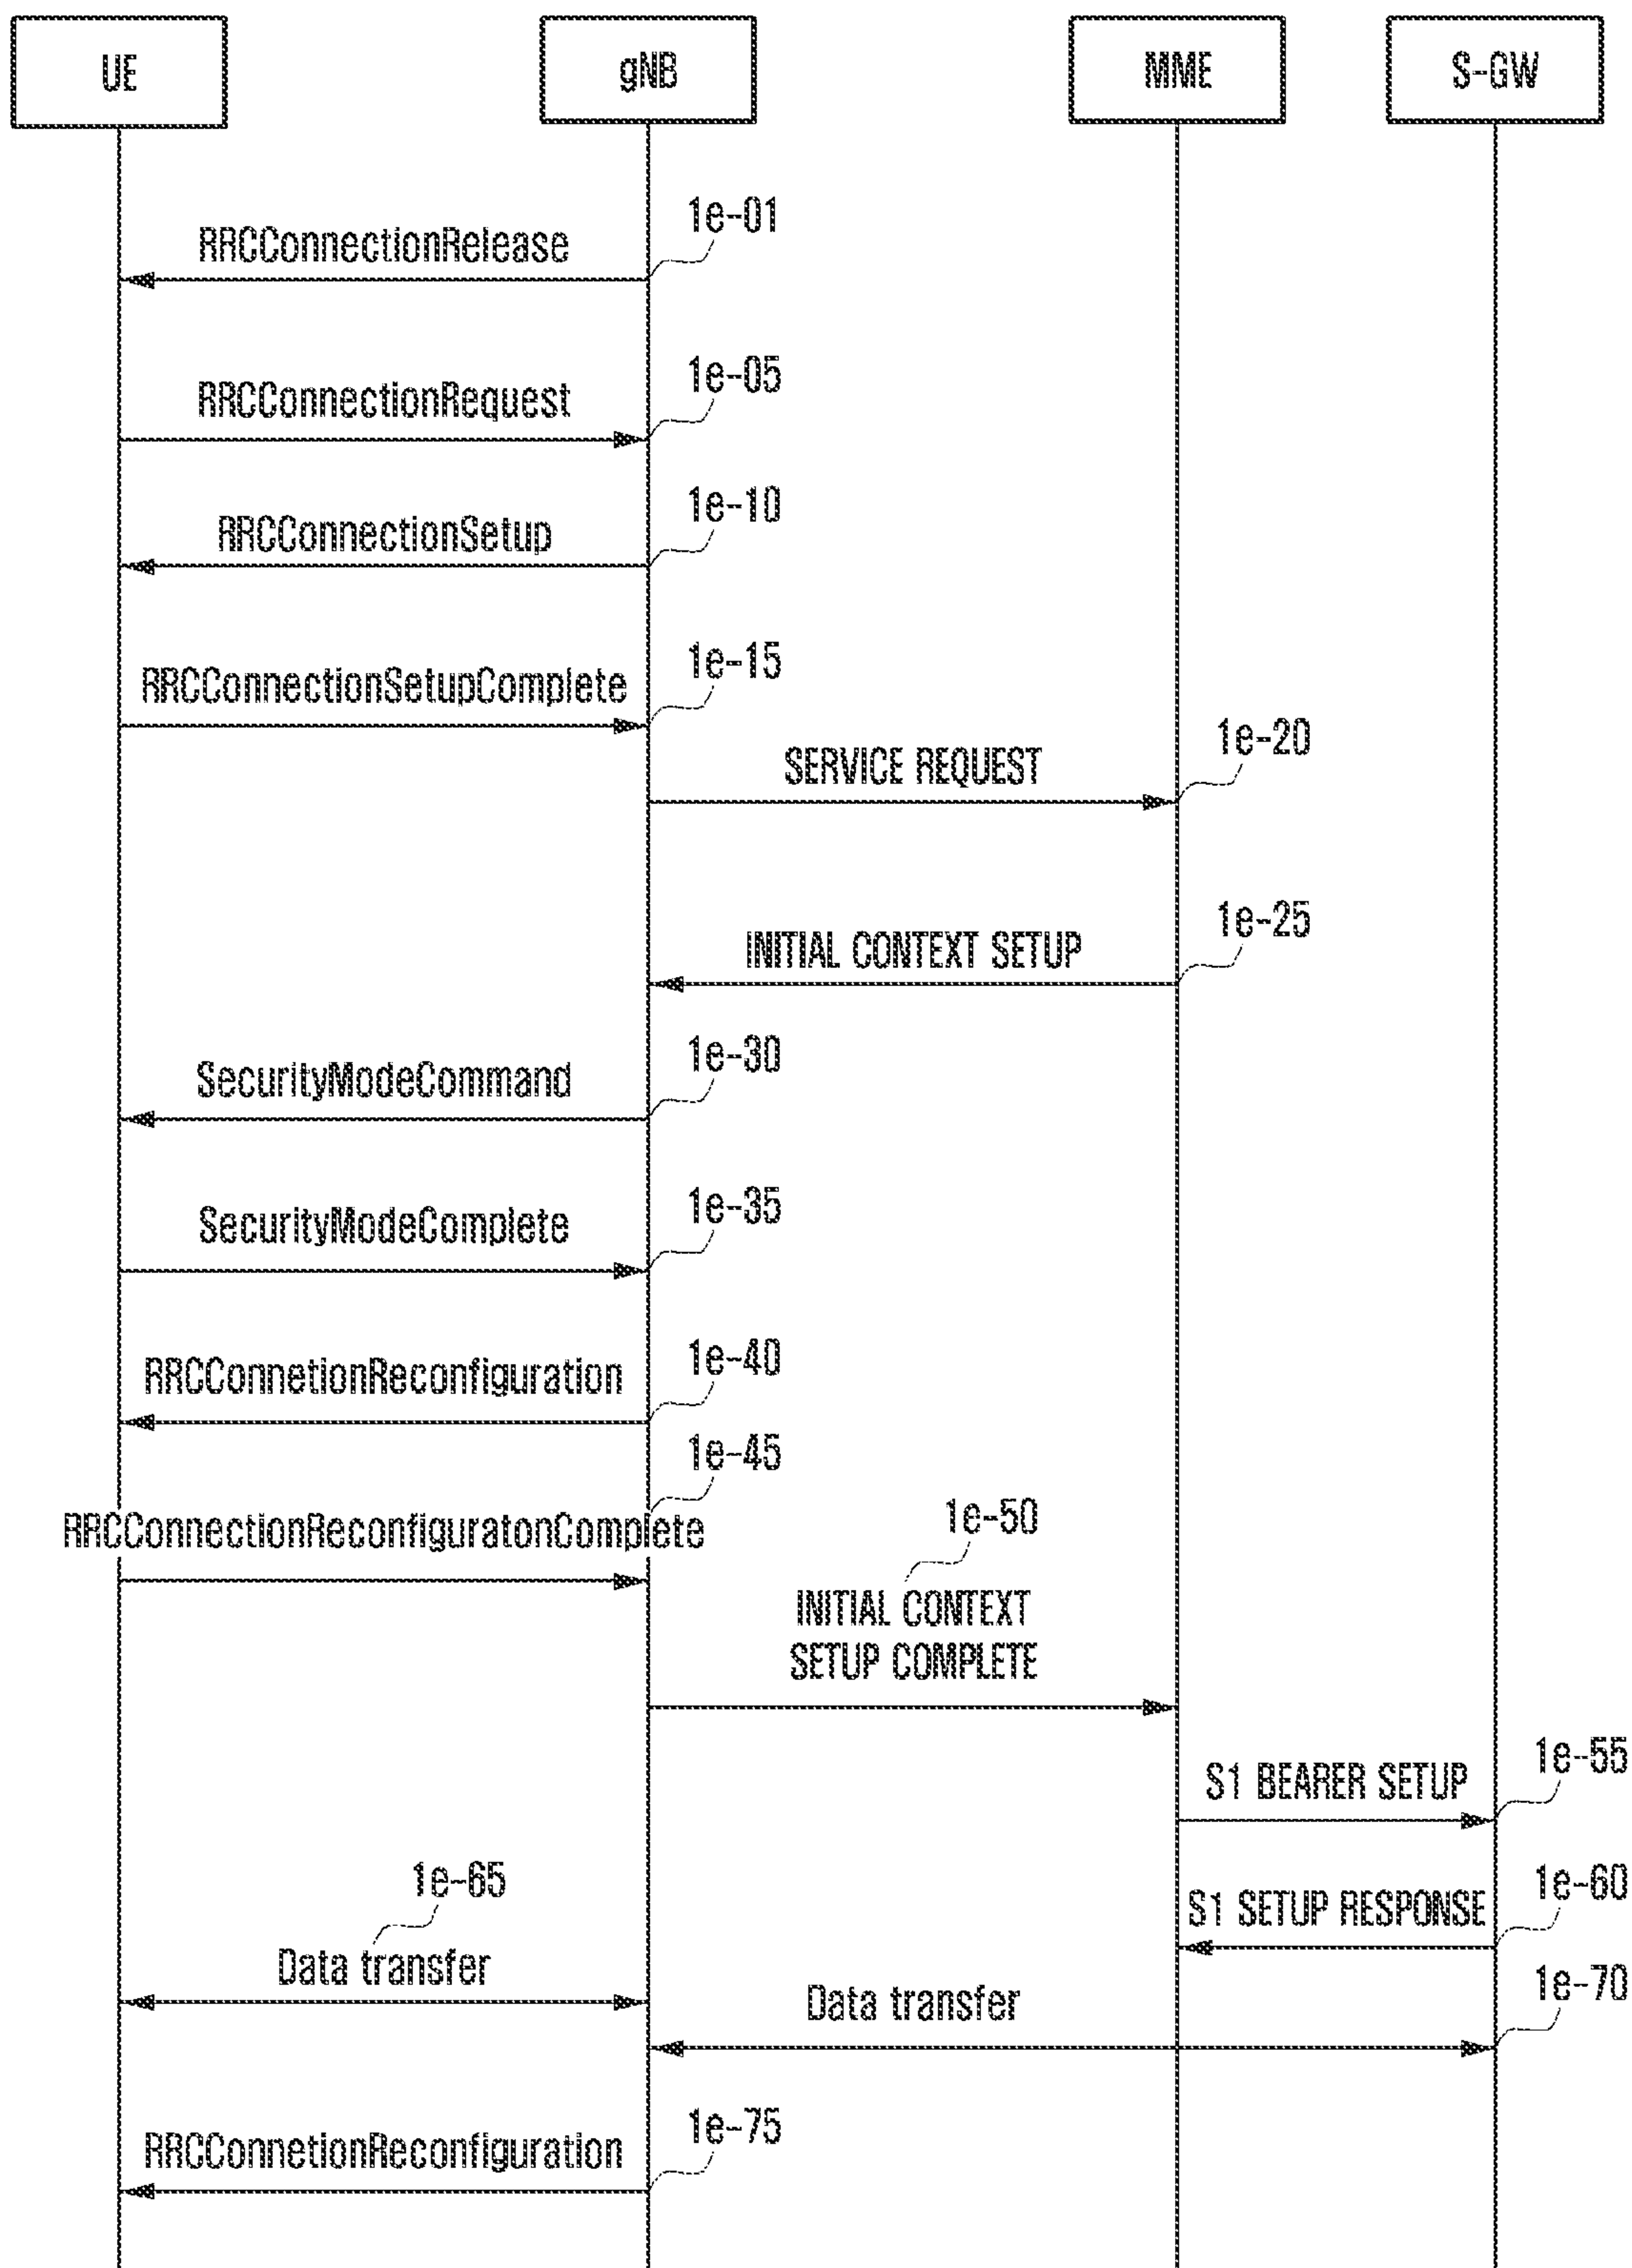 UE
gNB
MME
S-GW
1e-01
RRCConnectionRelease
1e-05
RRCConnectionRequest
1e-10
RRCConnectionSetup
1e-15
RRCConnectionSetupComplete
1e-20
SERVICE REQUEST
1e-25
INITIAL CONTEXT SETUP
1e-30
SecurityModeCommand
1e-35
SecurityModeComplete
1e-40
RRCConnetionReconfiguration
1e-45
RRCConnectionReconfiguratonComplete
1e-50
INITIAL CONTEXT
SETUP COMPLETE
1e-55
S1 BEARER SETUP
1e-60
S1 SETUP RESPONSE
1e-65
Data transfer
1e-70
Data transfer
1e-75
RRCConnetionReconfiguration